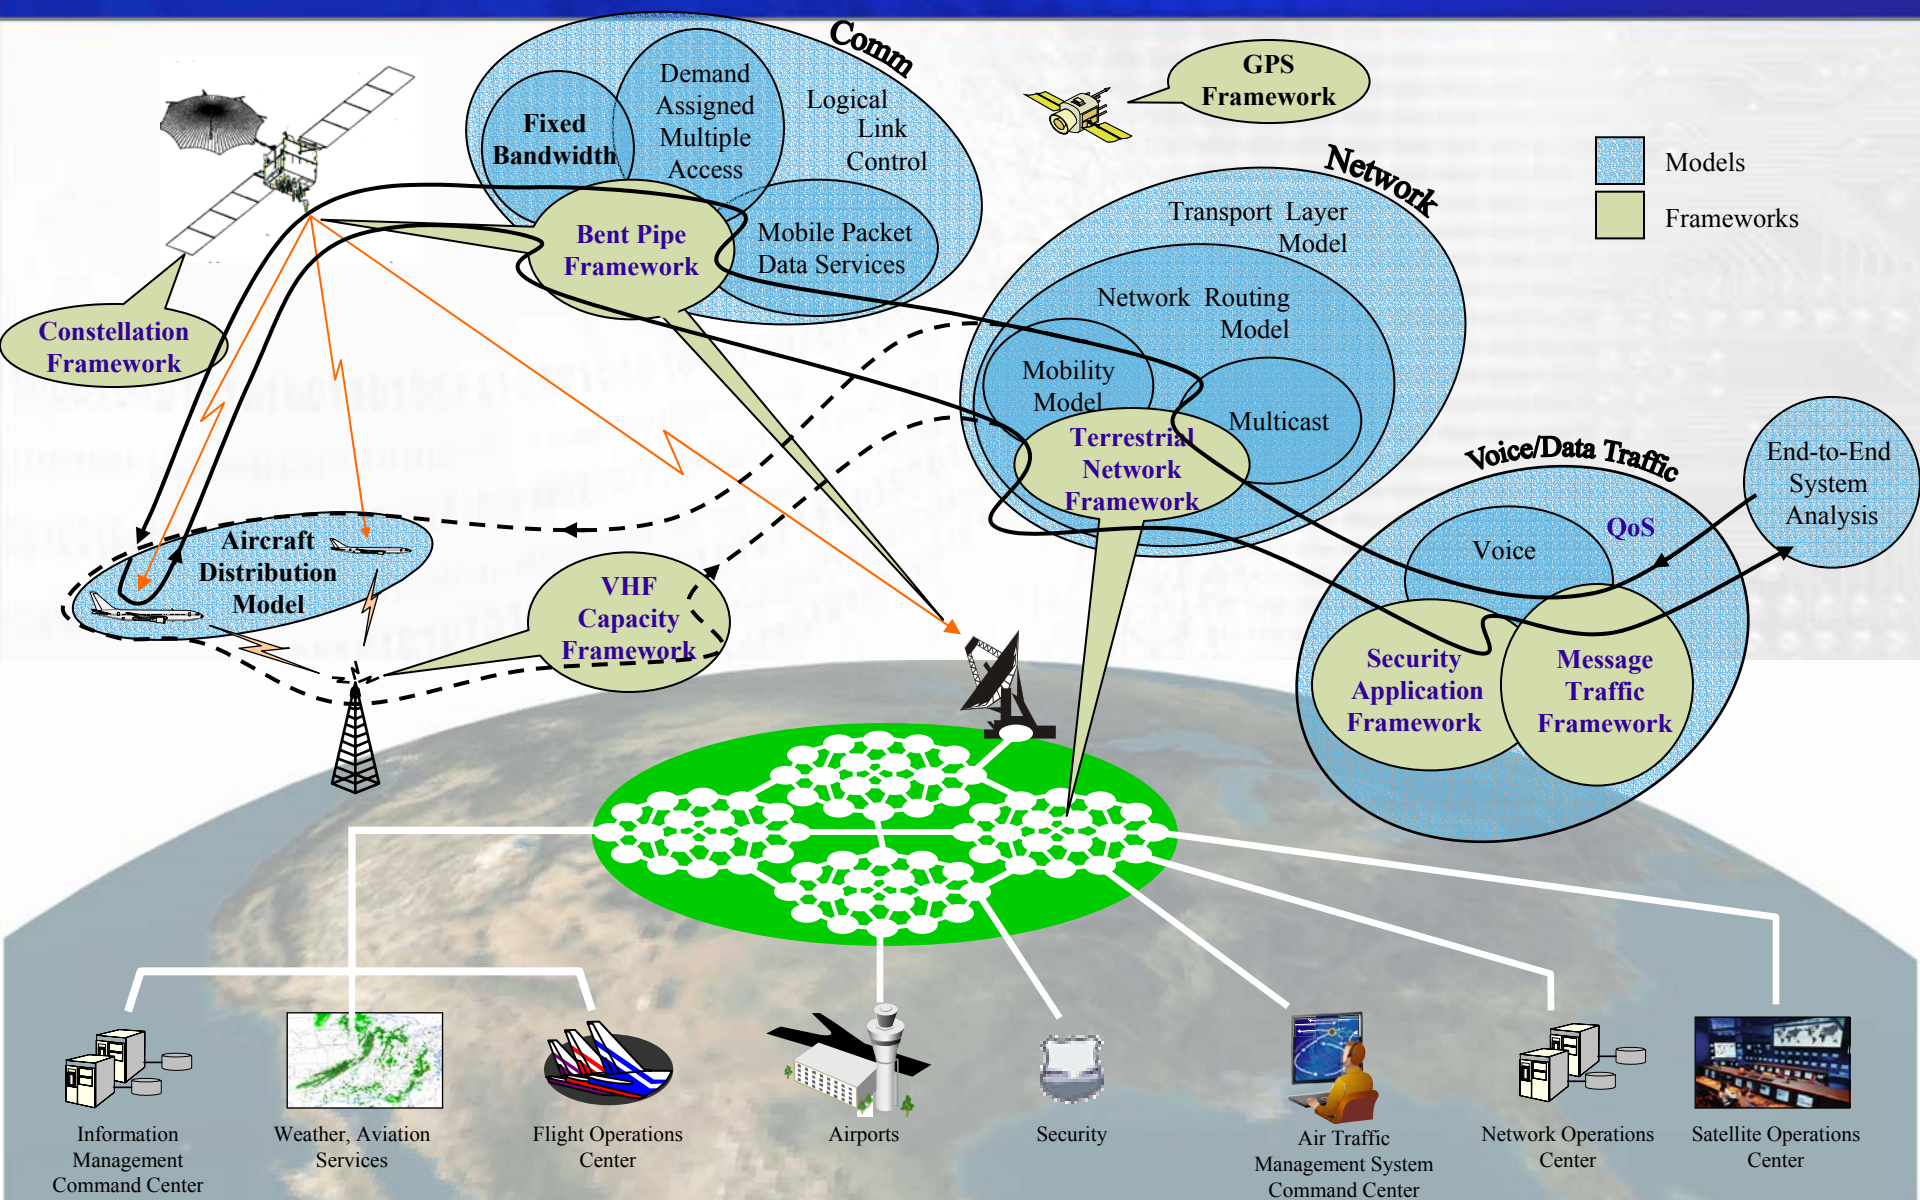 Comm
Demand
Assigned
Multiple
Access
Logical
Link
Control
Fixed
Bandwidth
Bent Pipe
Framework
Mobile Packet
Data Services
GPS
Framework
Models
Frameworks
Constellation
Framework
Network
Transport Layer
Model
Network Routing
Model
Mobility
Model
Multicast
Terrestrial
Network
Framework
Voice/Data Traffic
QoS
Voice
Security
Application
Framework
Message
Traffic
Framework
End-to-End
System
Analysis
Aircraft
Distribution
Model
VHF
Capacity
Framework
Information
Management
Command Center
Weather, Aviation
Services
Flight Operations
Center
Airports
Security
Air Traffic
Management System
Command Center
Network Operations
Center
Satellite Operations
Center